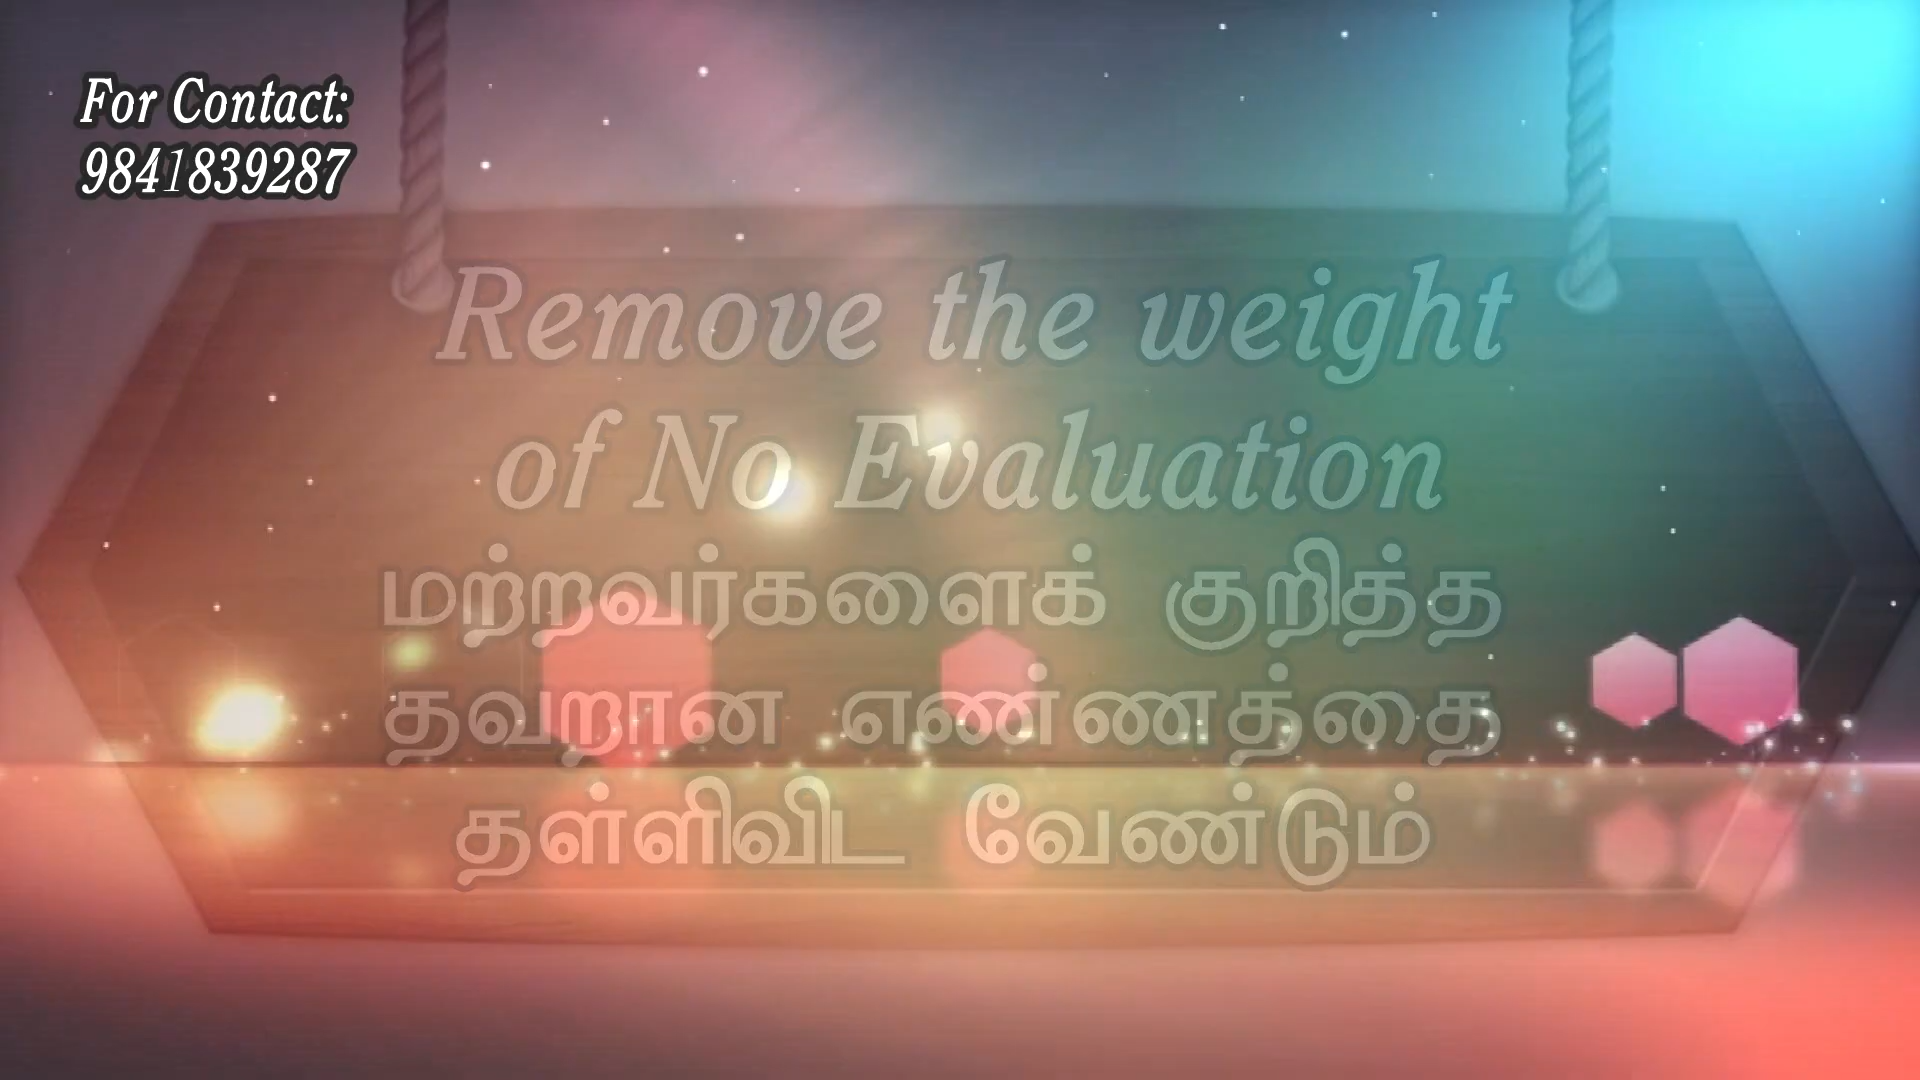 For Contact:
9841839287
Remove the weight
of No Evaluation
மற்றவர்களைக் குறித்த
தவறான எண்ணத்தை
தள்ளிவிட வேண்டும்